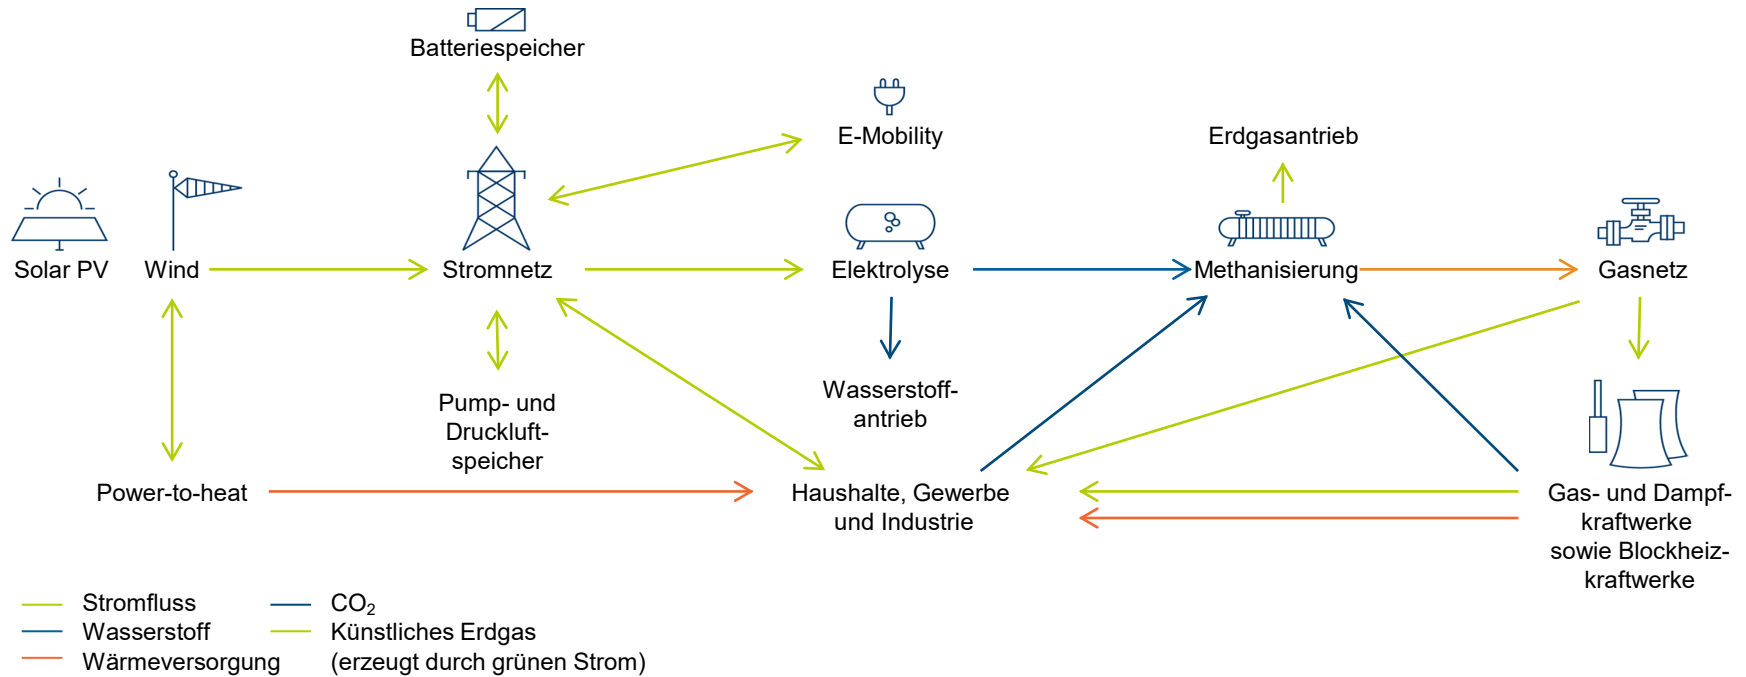 Batteriespeicher
E-Mobility
Erdgasantrieb
Solar PV
Wind
Stromnetz
Elektrolyse
Methanisierung
Gasnetz
Wasserstoff-
antrieb
Pump- und
Druckluft-
speicher
Power-to-heat
Haushalte, Gewerbe
und Industrie
Gas- und Dampf-
kraftwerke
sowie Blockheiz-
kraftwerke
Stromfluss
Wasserstoff
Wärmeversorgung
CO₂
Künstliches Erdgas
(erzeugt durch grünen Strom)